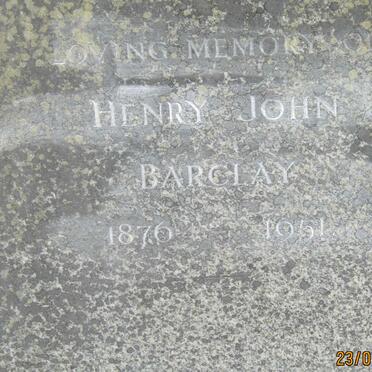 LOVING MEMORY O
HENRY JOHN
BARCLAY
1870 1951
23/0